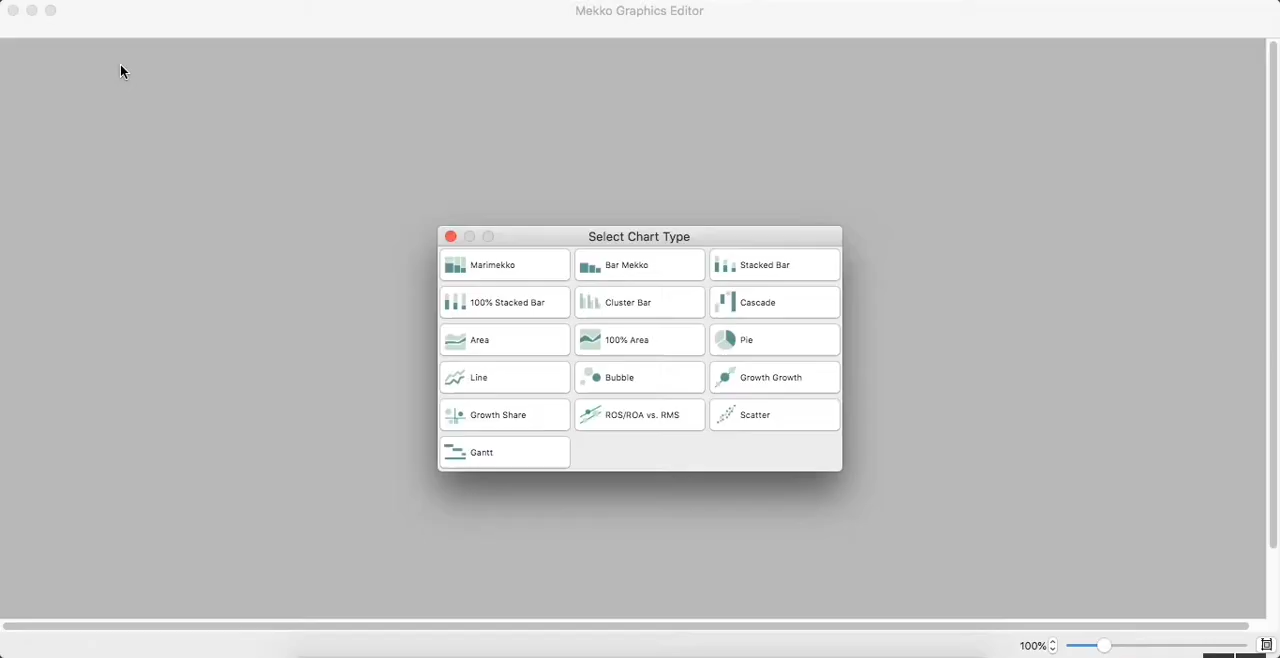 Mekko Graphics Editor
Select Chart Type
Marimekko
Bar Mekko
Stacked Bar
100% Stacked Bar
Cluster Bar
Cascade
Area
100% Area
Pie
Line
Bubble
Growth Growth
Growth Share
ROS/ROA vs. RMS
Scatter
Gantt
100%